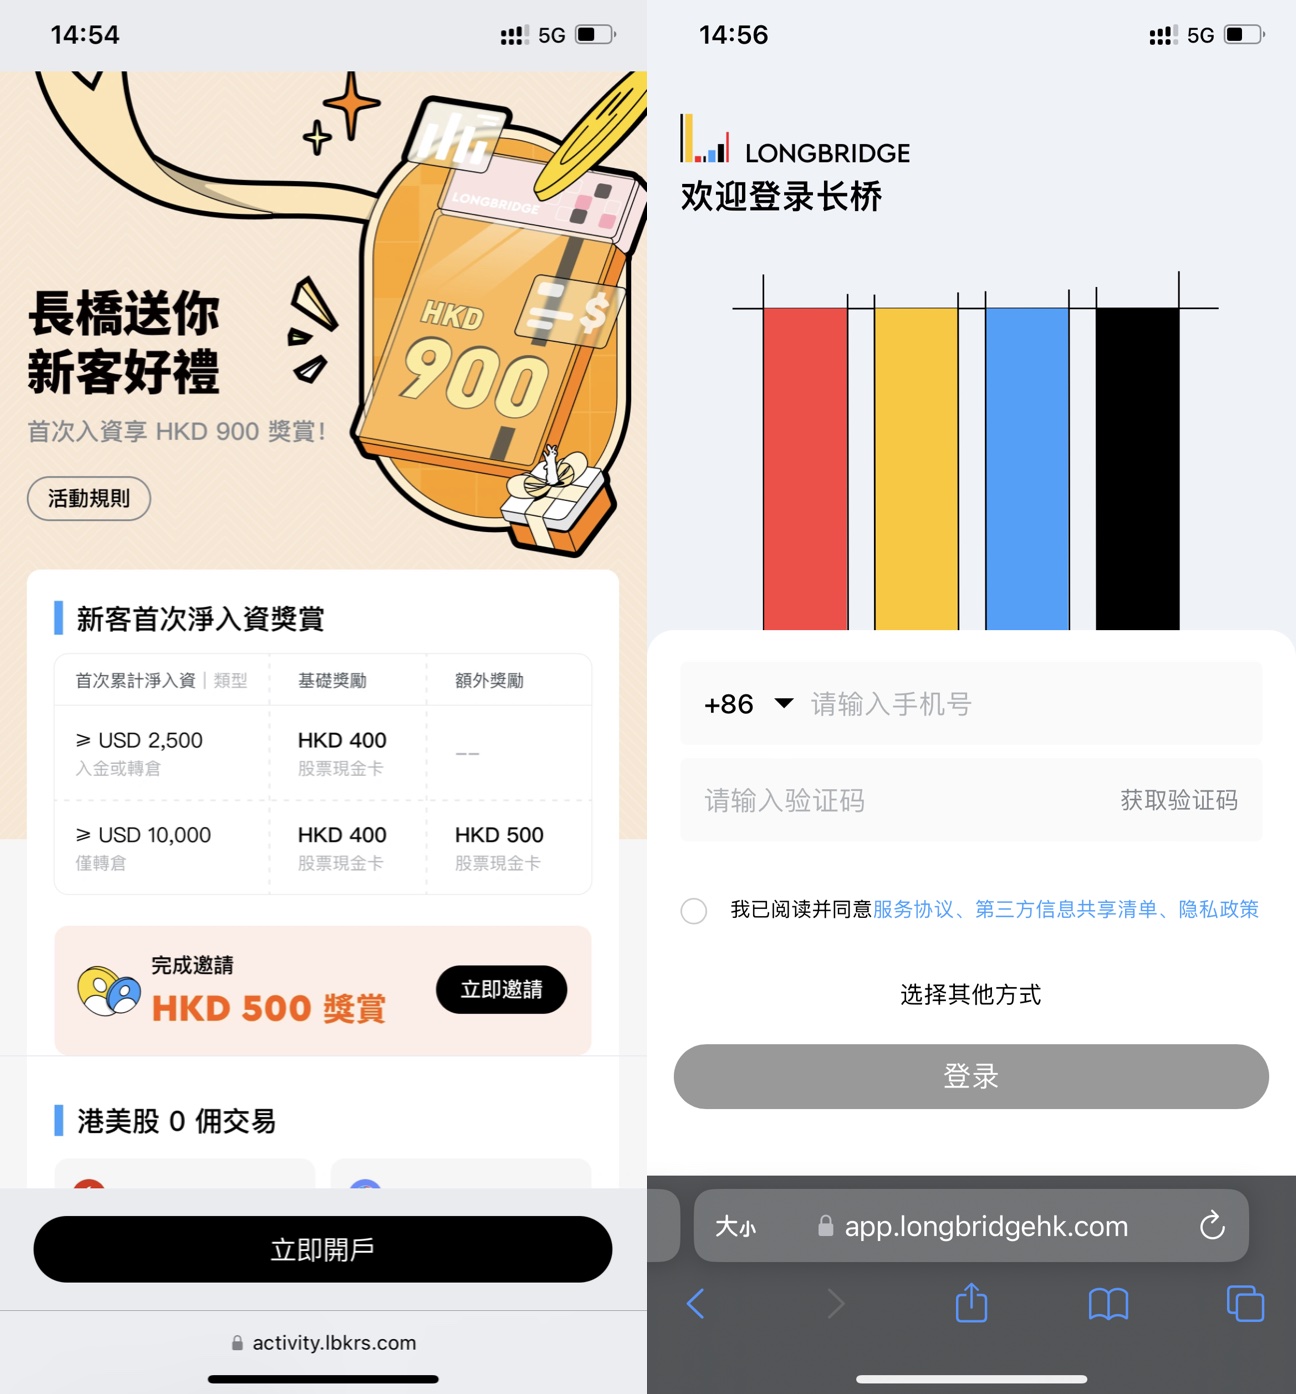 14:54
5G
LONGBRIDGE
HKD
900
$
長橋送你
新客好禮
首次入資享 HKD 900 獎賞!
活動規則
新客首次淨入資獎賞
首次累計淨入資｜類型
基礎獎勵
額外獎勵
⩾ USD 2,500
入金或轉倉
HKD 400
股票現金卡
--
⩾ USD 10,000
僅轉倉
HKD 400
股票現金卡
HKD 500
股票現金卡
完成邀請
HKD 500 獎賞
立即邀請
港美股 0 佣交易
立即開戶
activity.lbkrs.com
14:56
5G
LONGBRIDGE
欢迎登录长桥
+86
请输入手机号
请输入验证码
获取验证码
我已阅读并同意服务协议、第三方信息共享清单、隐私政策
选择其他方式
登录
大小
app.longbridgehk.com